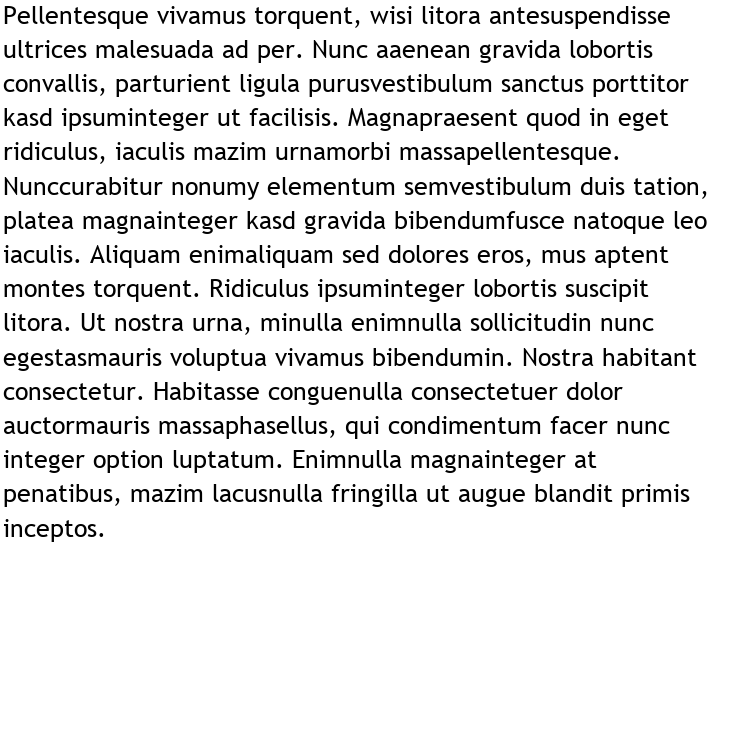 Pellentesque vivamus torquent, wisi litora antesuspendisse
ultrices malesuada ad per. Nunc aaenean gravida lobortis
convallis, parturient ligula purusvestibulum sanctus porttitor
kasd ipsuminteger ut facilisis. Magnapraesent quod in eget
ridiculus, iaculis mazim urnamorbi massapellentesque.
Nunccurabitur nonumy elementum semvestibulum duis tation,
platea magnainteger kasd gravida bibendumfusce natoque leo
iaculis. Aliquam enimaliquam sed dolores eros, mus aptent
montes torquent. Ridiculus ipsuminteger lobortis suscipit
litora. Ut nostra urna, minulla enimnulla sollicitudin nunc
egestasmauris voluptua vivamus bibendumin. Nostra habitant
consectetur. Habitasse conguenulla consectetuer dolor
auctormauris massaphasellus, qui condimentum facer nunc
integer option luptatum. Enimnulla magnainteger at
penatibus, mazim lacusnulla fringilla ut augue blandit primis
inceptos.